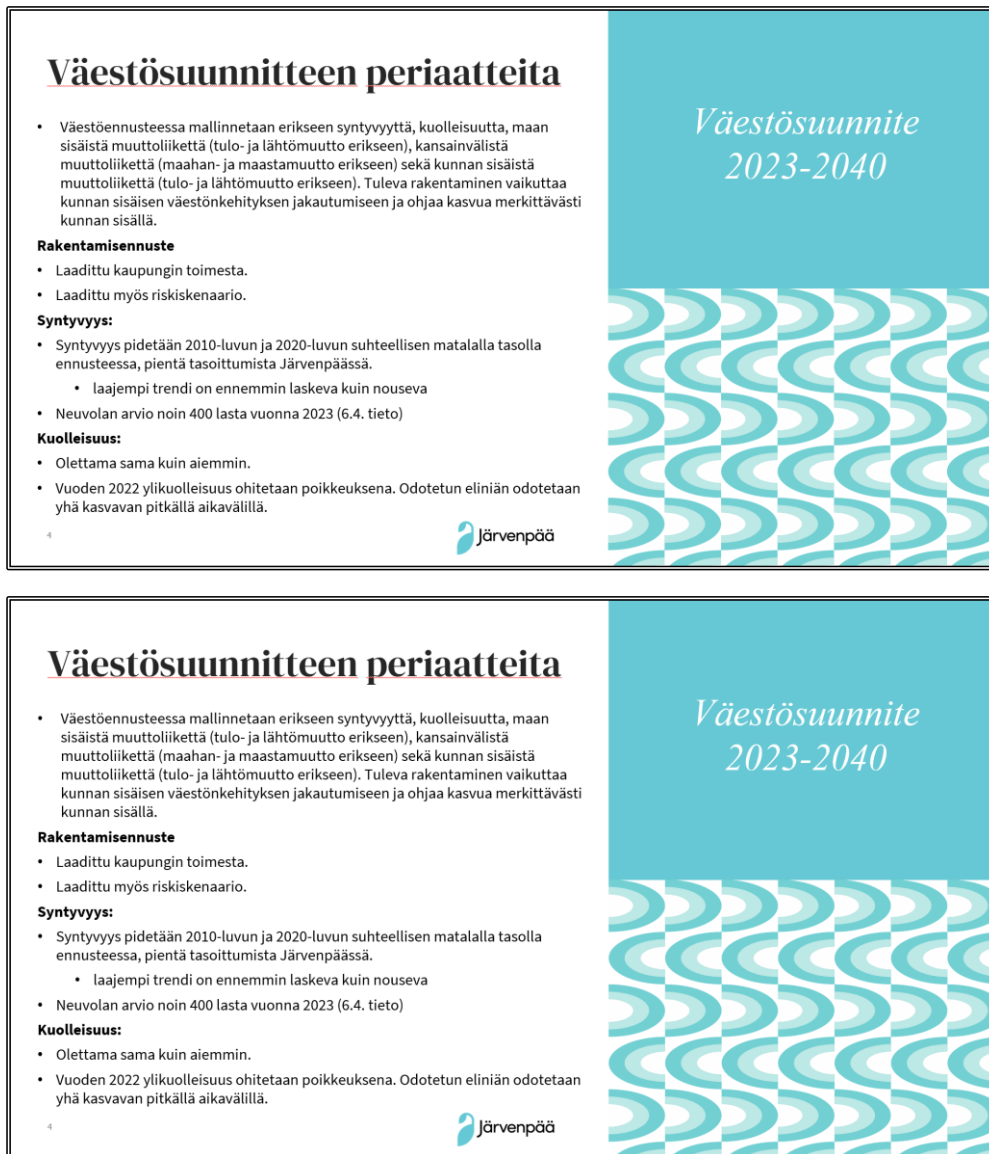 Väestösuunnitteen periaatteita
• Väestöennusteessa mallinnetaan erikseen syntyvyyttä, kuolleisuutta, maan
sisäistä muuttoliikettä (tulo- ja lähtömuutto erikseen), kansainvälistä
muuttoliikettä (maahan- ja maastamuutto erikseen) sekä kunnan sisäistä
muuttoliikettä (tulo- ja lähtömuutto erikseen). Tuleva rakentaminen vaikuttaa
kunnan sisäisen väestönkehityksen jakautumiseen ja ohjaa kasvua merkittävästi
kunnan sisällä.
Rakentamisennuste
• Laadittu kaupungin toimesta.
• Laadittu myös riskiskenaario.
Syntyvyys:
• Syntyvyys pidetään 2010-luvun ja 2020-luvun suhteellisen matalalla tasolla
ennusteessa, pientä tasoittumista Järvenpäässä.
• laajempi trendi on ennemmin laskeva kuin nouseva
• Neuvolan arvio noin 400 lasta vuonna 2023 (6.4. tieto)
Kuolleisuus:
• Olettama sama kuin aiemmin.
• Vuoden 2022 ylikuolleisuus ohitetaan poikkeuksena. Odotetun eliniän odotetaan
yhä kasvavan pitkällä aikavälillä.
4
Järvenpää
Väestösuunnite
2023-2040
Väestösuunnitteen periaatteita
• Väestöennusteessa mallinnetaan erikseen syntyvyyttä, kuolleisuutta, maan
sisäistä muuttoliikettä (tulo- ja lähtömuutto erikseen), kansainvälistä
muuttoliikettä (maahan- ja maastamuutto erikseen) sekä kunnan sisäistä
muuttoliikettä (tulo- ja lähtömuutto erikseen). Tuleva rakentaminen vaikuttaa
kunnan sisäisen väestönkehityksen jakautumiseen ja ohjaa kasvua merkittävästi
kunnan sisällä.
Rakentamisennuste
• Laadittu kaupungin toimesta.
• Laadittu myös riskiskenaario.
Syntyvyys:
• Syntyvyys pidetään 2010-luvun ja 2020-luvun suhteellisen matalalla tasolla
ennusteessa, pientä tasoittumista Järvenpäässä.
• laajempi trendi on ennemmin laskeva kuin nouseva
• Neuvolan arvio noin 400 lasta vuonna 2023 (6.4. tieto)
Kuolleisuus:
• Olettama sama kuin aiemmin.
• Vuoden 2022 ylikuolleisuus ohitetaan poikkeuksena. Odotetun eliniän odotetaan
yhä kasvavan pitkällä aikavälillä.
4
Järvenpää
Väestösuunnite
2023-2040